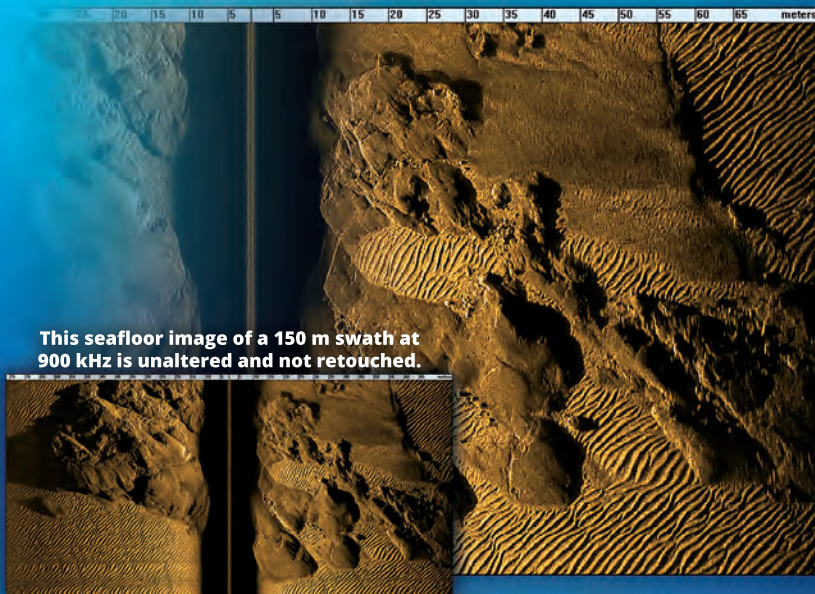 25 20 15 10 5 5 10 15 20 25 30 35 40 45 50 55 60 65 meters
This seafloor image of a 150 m swath at
900 kHz is unaltered and not retouched.